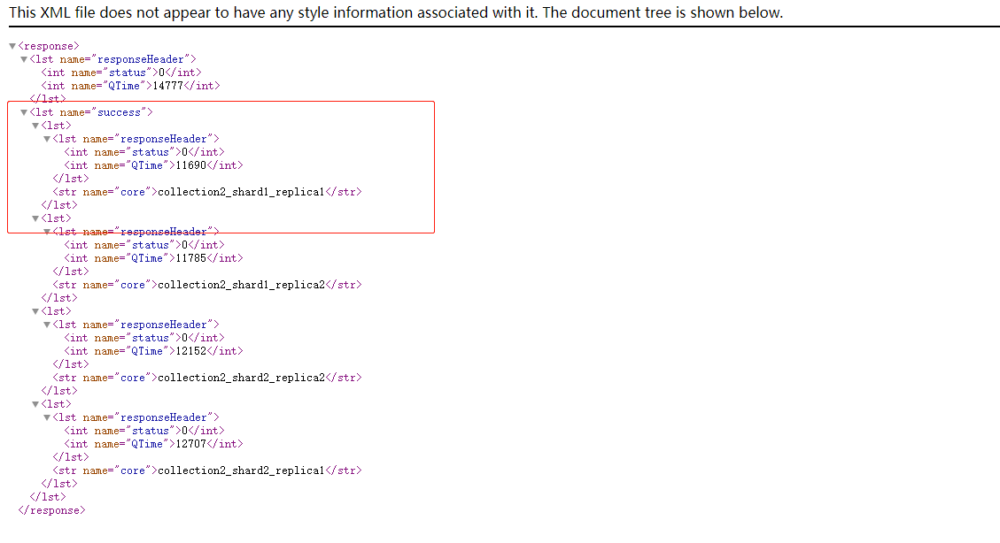 This XML file does not appear to have any style information associated with it. The document tree is shown below.
▼<response>
▼<lst name="responseHeader">
<int name="status">0</int>
<int name="QTime">14777</int>
</lst>
▼<lst name="success">
▼<lst>
▼<lst name="responseHeader">
<int name="status">0</int>
<int name="QTime">11690</int>
</lst>
<str name="core">collection2_shard1_replica1</str>
</lst>
▼<lst>
▼<lst name="responseHeader">
<int name="status">0</int>
<int name="QTime">11785</int>
</lst>
<str name="core">collection2_shard1_replica2</str>
</lst>
▼<lst>
▼<lst name="responseHeader">
<int name="status">0</int>
<int name="QTime">12152</int>
</lst>
<str name="core">collection2_shard2_replica2</str>
</lst>
▼<lst>
▼<lst name="responseHeader">
<int name="status">0</int>
<int name="QTime">12707</int>
</lst>
<str name="core">collection2_shard2_replica1</str>
</lst>
</lst>
</response>